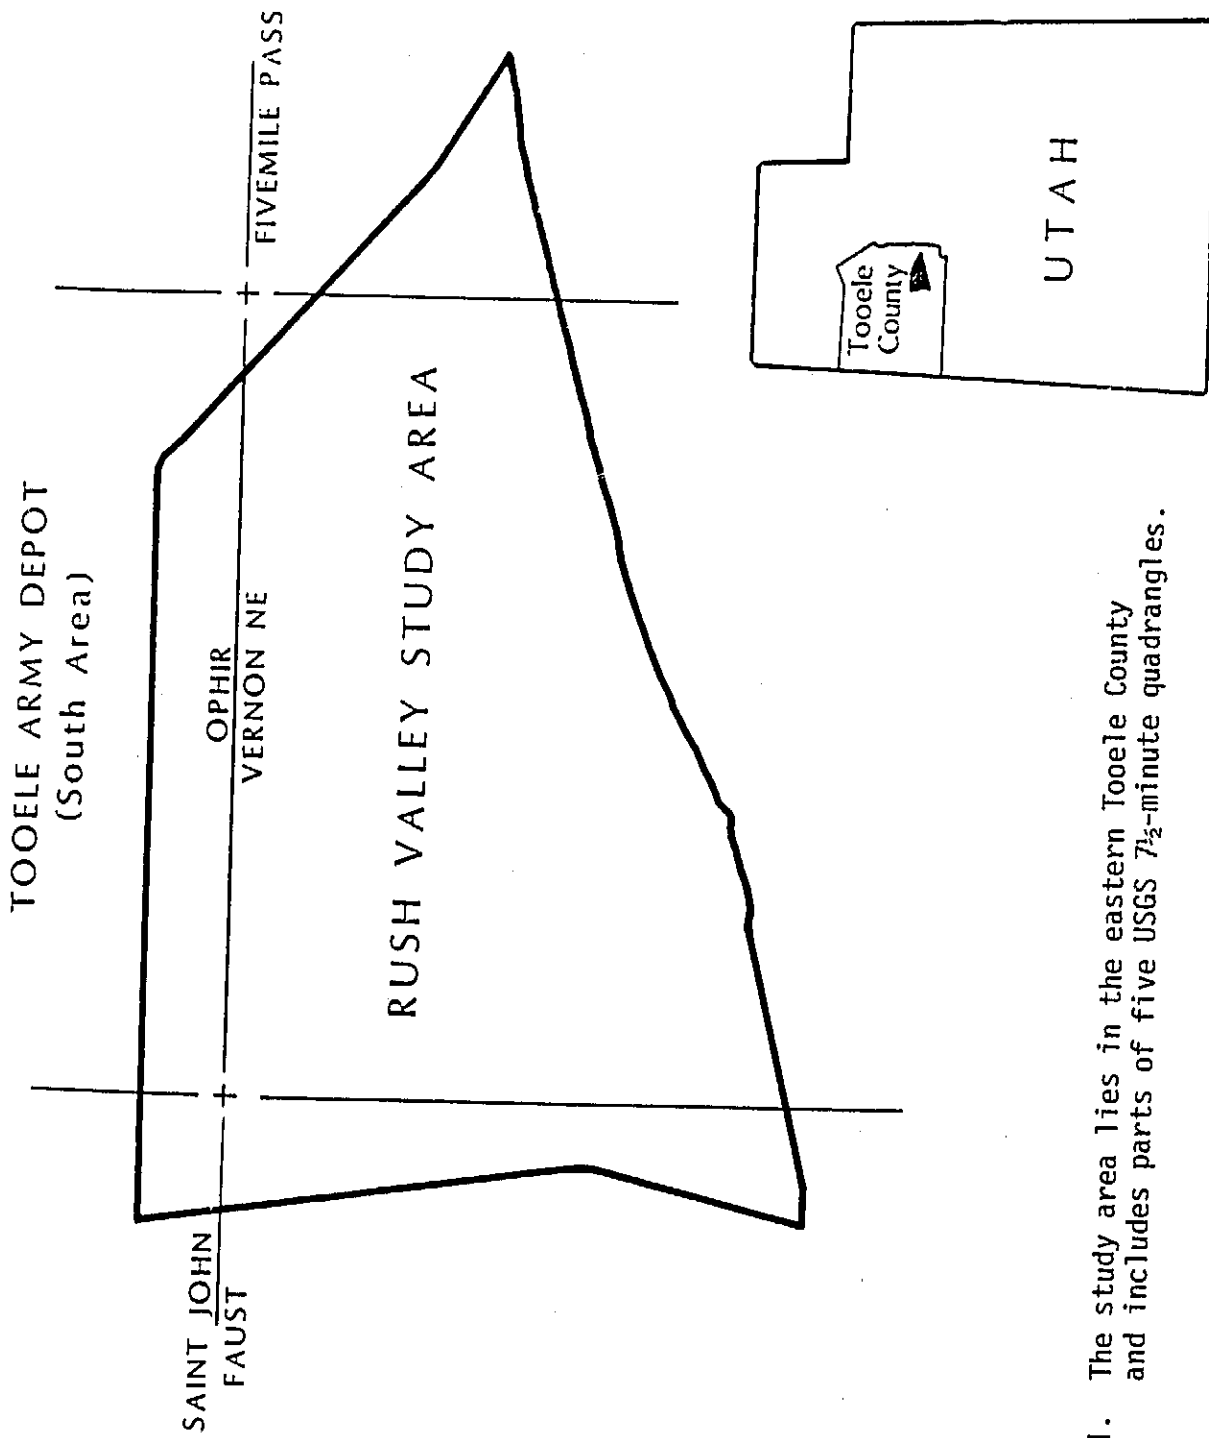 TOOELE ARMY DEPOT
(South Area)
SAINT JOHN
FAUST
OPHIR
VERNON NE
FIVEMILE PASS
RUSH VALLEY STUDY AREA
Tooele
County
UTAH
1. The study area lies in the eastern Tooele County
and includes parts of five USGS 7½-minute quadrangles.